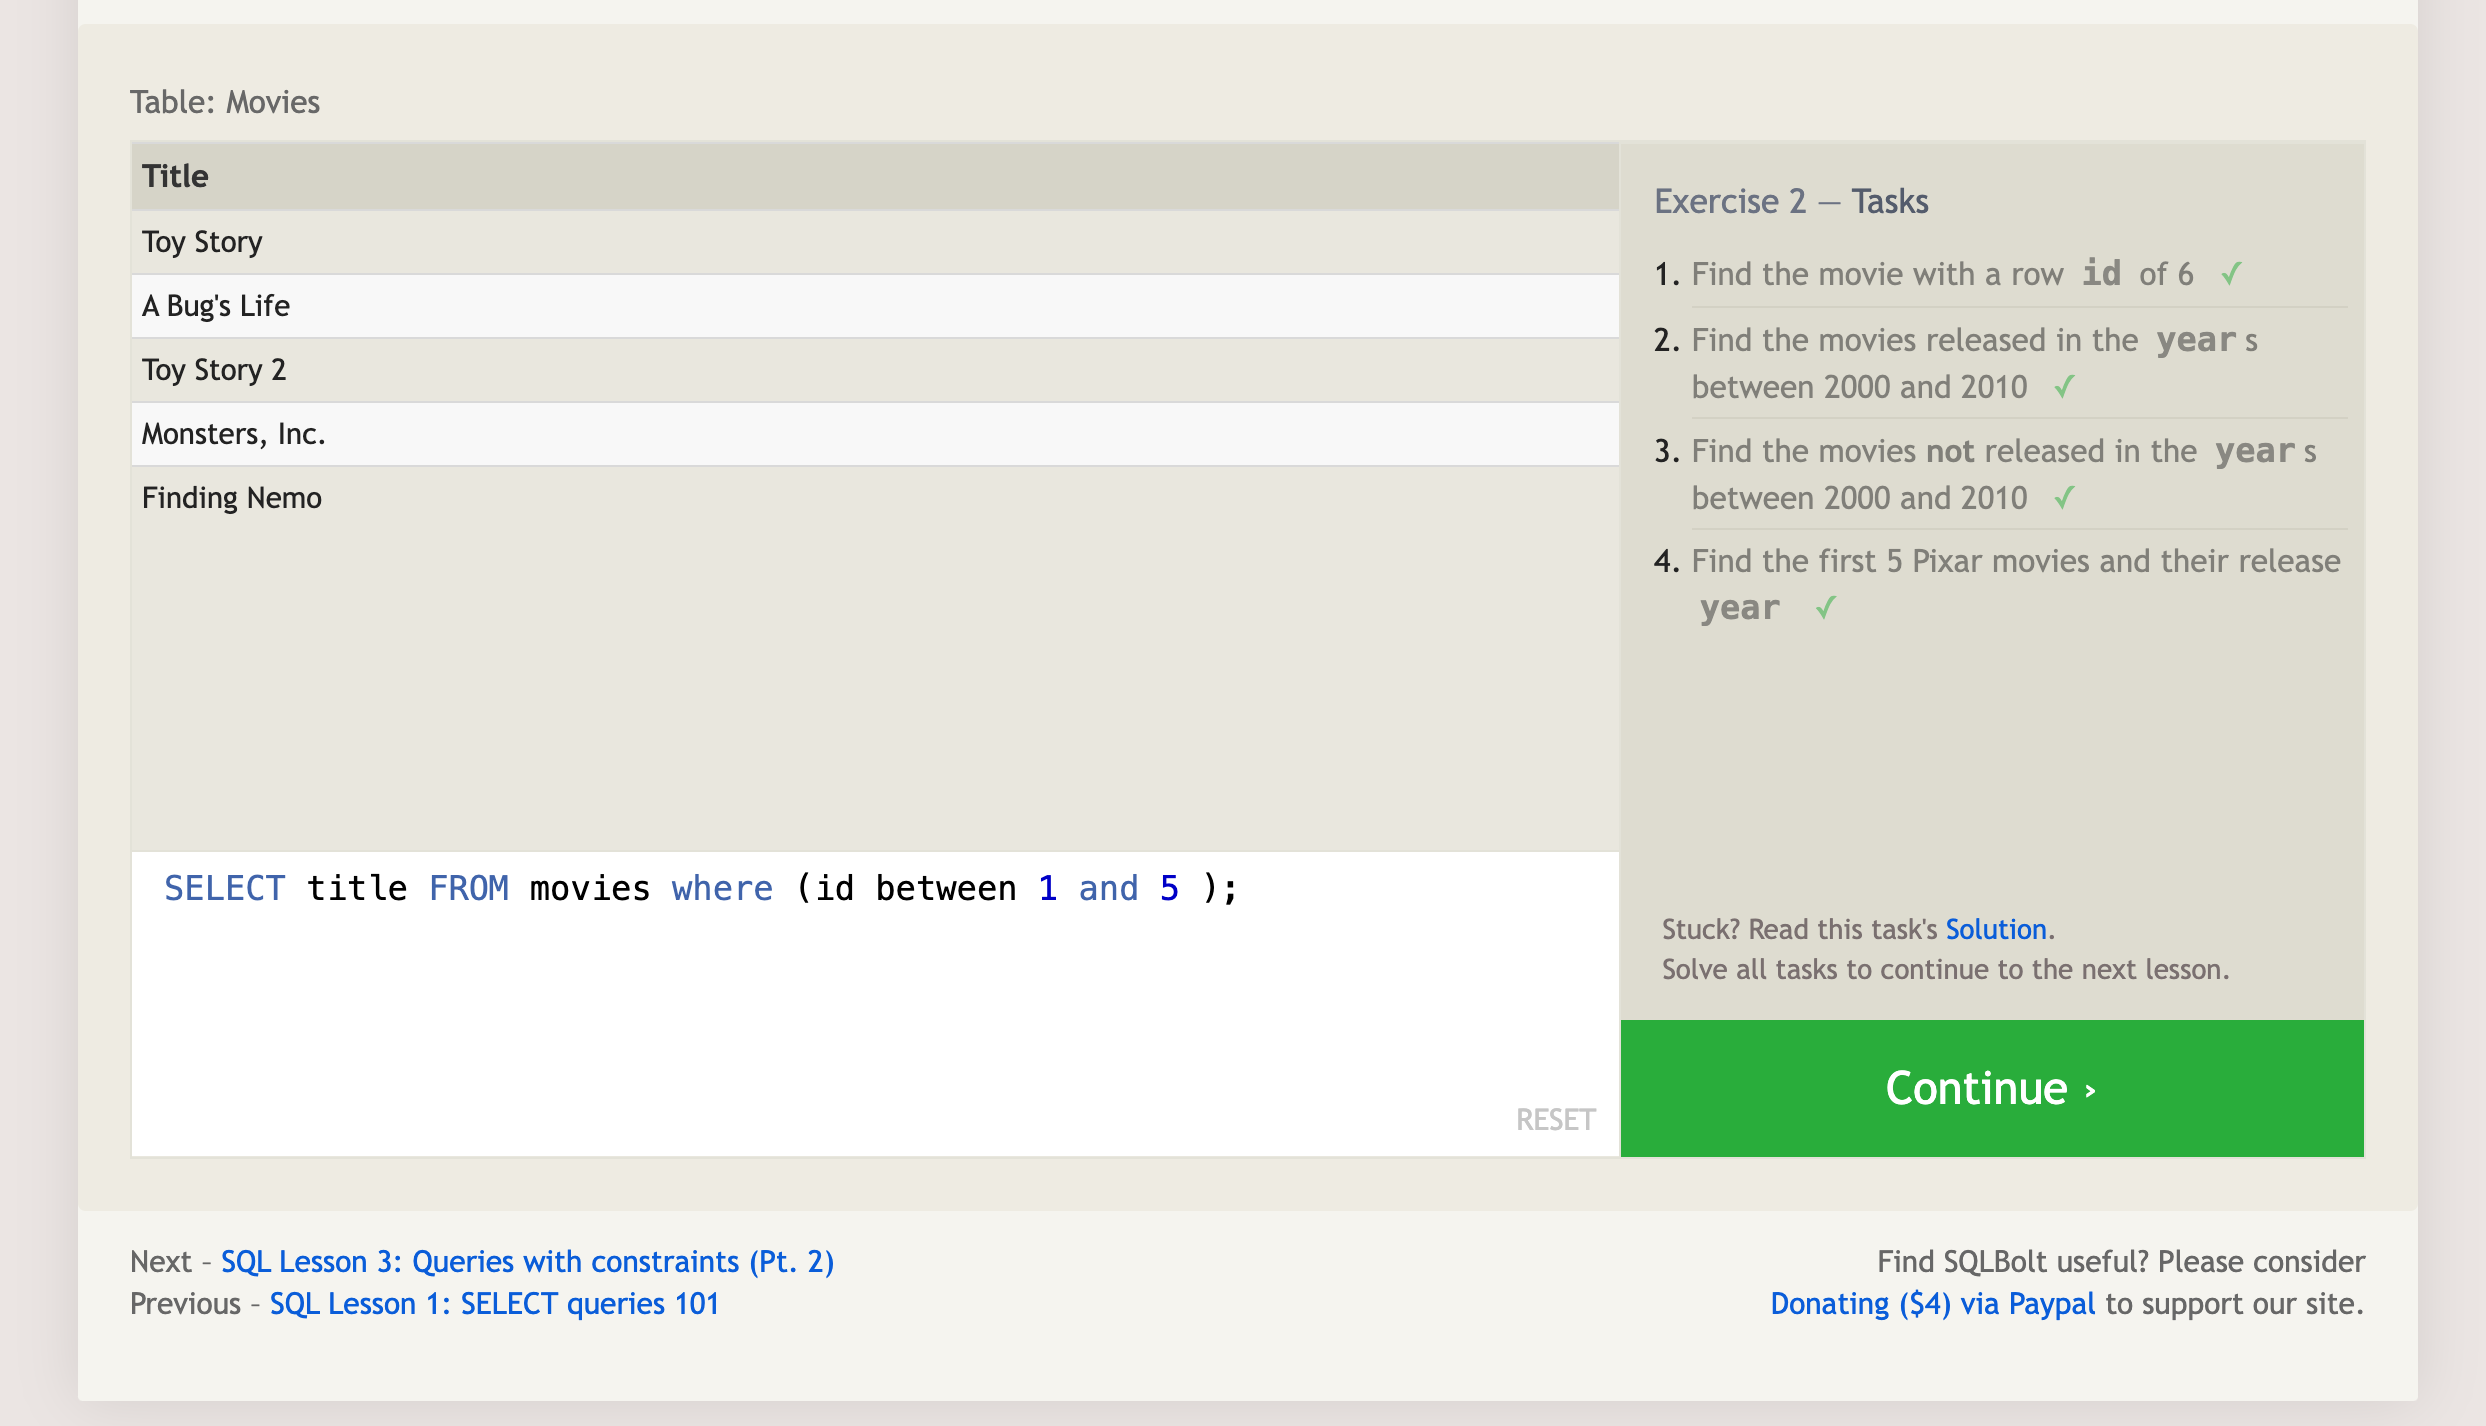 Table: Movies
Title
Toy Story
A Bug's Life
Toy Story 2
Monsters, Inc.
Finding Nemo
SELECT title FROM movies where (id between 1 and 5 );
RESET
Exercise 2 — Tasks
1. Find the movie with a row id of 6 ✓
2. Find the movies released in the year s
between 2000 and 2010 ✓
3. Find the movies not released in the year s
between 2000 and 2010 ✓
4. Find the first 5 Pixar movies and their release
year ✓
Stuck? Read this task's Solution.
Solve all tasks to continue to the next lesson.
Continue ›
Next – SQL Lesson 3: Queries with constraints (Pt. 2)
Previous – SQL Lesson 1: SELECT queries 101
Find SQLBolt useful? Please consider
Donating ($4) via Paypal to support our site.